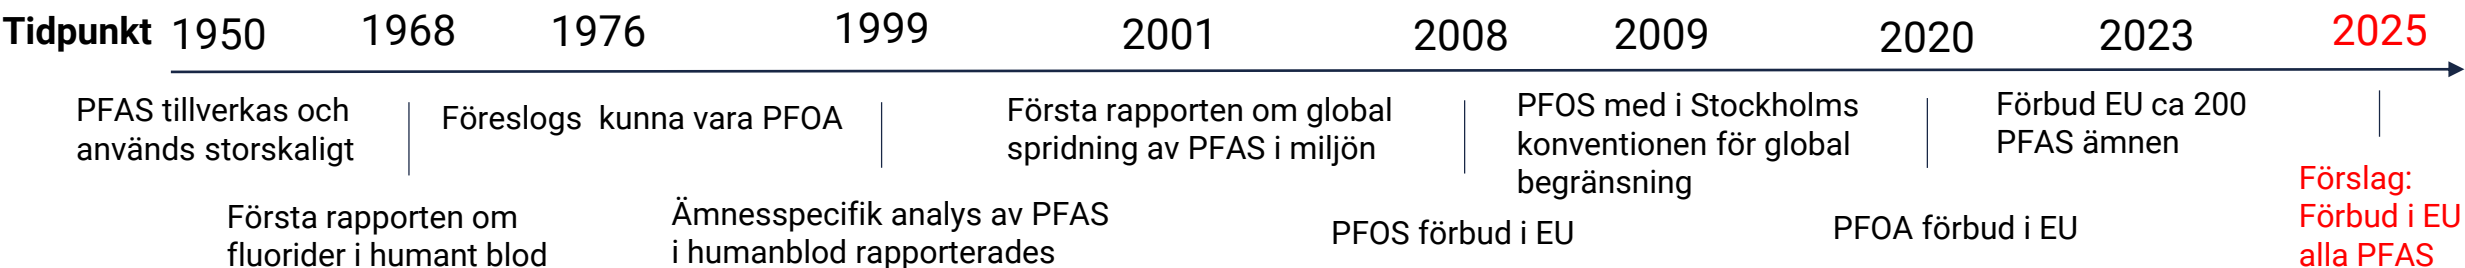 Tidpunkt 1950 1968 1976 1999 2001 2008 2009 2020 2023 2025
PFAS tillverkas och
används storskaligt
Första rapporten om
fluorider i humant blod
Föreslogs kunna vara PFOA
Ämnesspecifik analys av PFAS
i humanblod rapporterades
Första rapporten om global
spridning av PFAS i miljön
PFOS förbud i EU
PFOS med i Stockholms
konventionen för global
begränsning
PFOA förbud i EU
Förbud EU ca 200
PFAS ämnen
Förslag:
Förbud i EU
alla PFAS